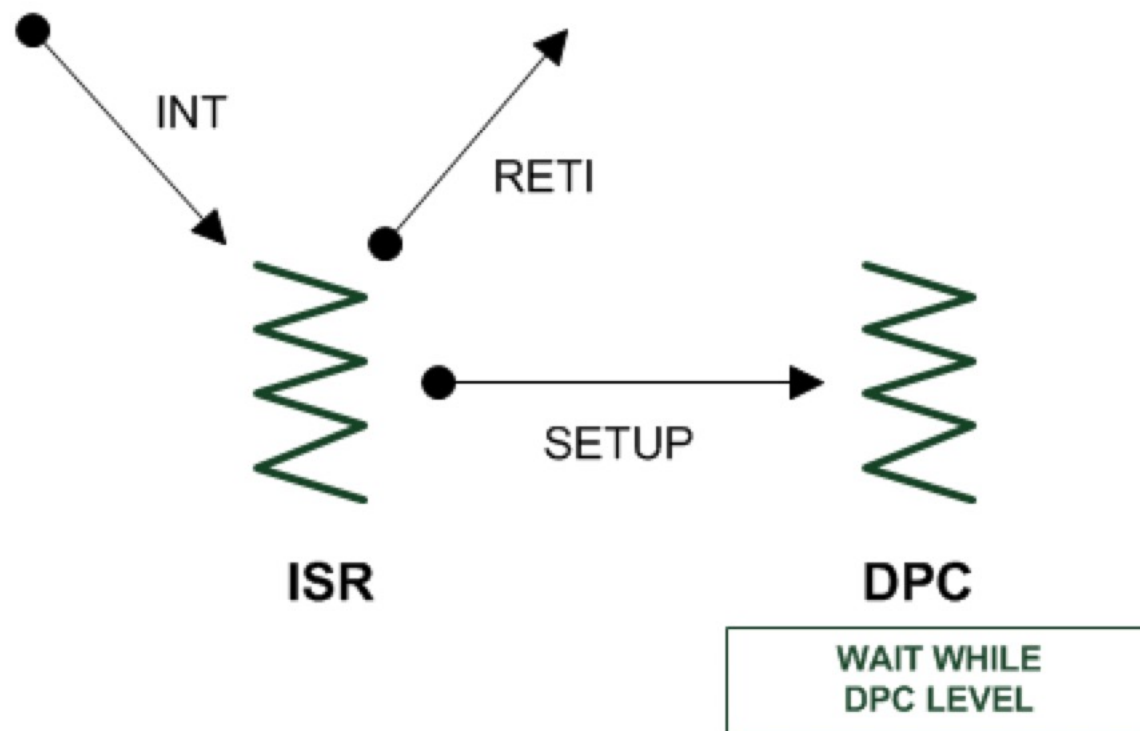 INT
RETI
SETUP
ISR
DPC
WAIT WHILE
DPC LEVEL